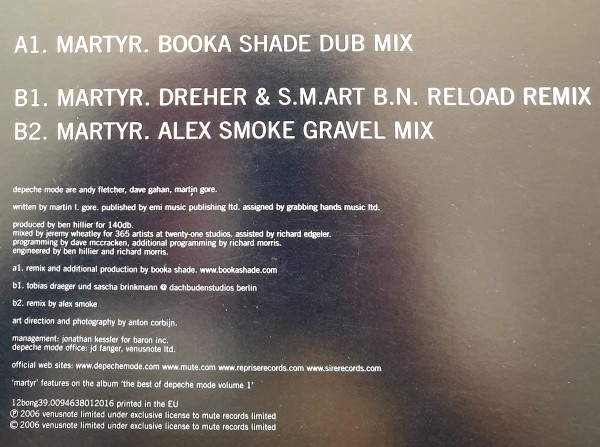 A1. MARTYR. BOOKA SHADE DUB MIX
B1. MARTYR. DREHER & S.M.ART B.N. RELOAD REMIX
B2. MARTYR. ALEX SMOKE GRAVEL MIX
depeche mode are andy fletcher, dave gahan, martin gore.
written by martin l. gore. published by emi music publishing ltd. assigned by grabbing hands music ltd.
produced by ben hillier for 140db.
mixed by jeremy wheatley for 365 artists at twenty-one studios. assisted by richard edgeler.
programming by dave mccracken, additional programming by richard morris.
engineered by ben hillier and richard morris.
a1. remix and additional production by booka shade. www.bookashade.com
b1. tobias draeger und sascha brinkmann @ dachbudenstudios berlin
b2. remix by alex smoke
art direction and photography by anton corbijn.
management: jonathan kessler for baron inc.
depeche mode office: jd fanger, venusnote ltd.
official web sites: www.depechemode.com www.mute.com www.repriserecords.com www.sirerecords.com
'martyr' features on the album 'the best of depeche mode volume 1'
12bong39.0094638012016 printed in the EU
℗ 2006 venusnote limited under exclusive license to mute records limited
© 2006 venusnote limited under exclusive license to mute records limited